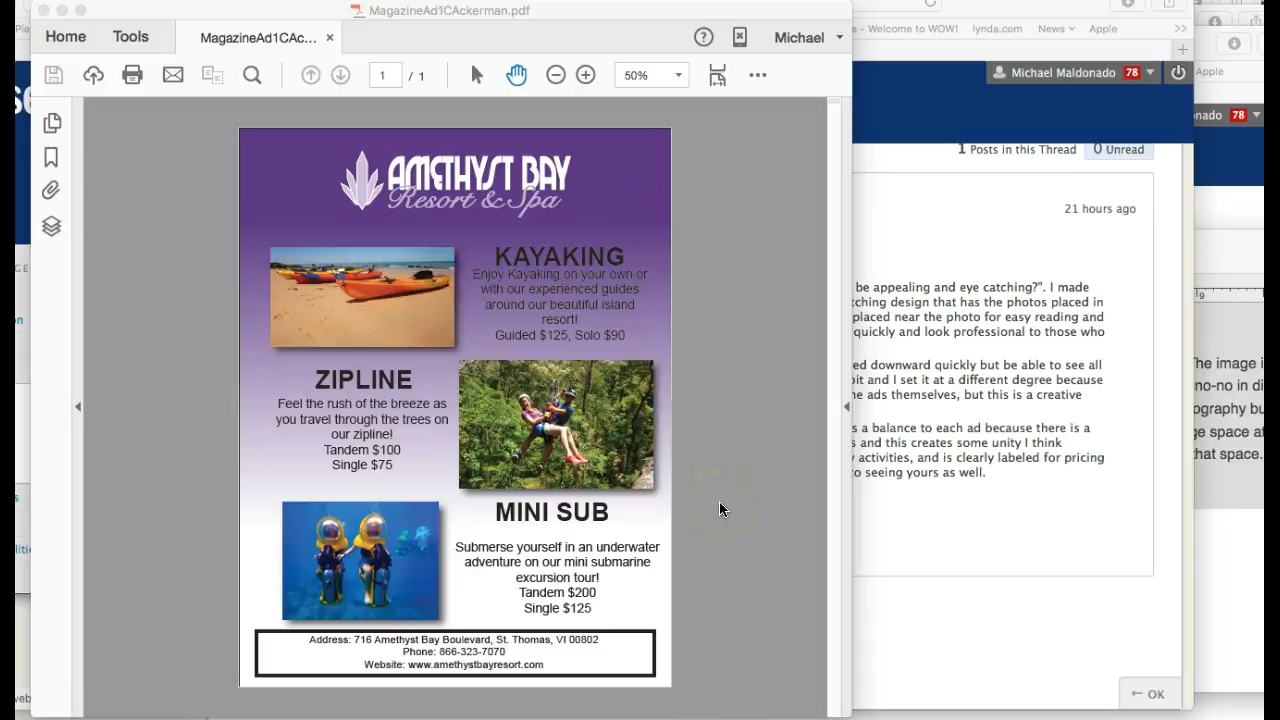 MagazineAd1CAckerman.pdf
Home
Tools
MagazineAd1CAc... ×
Michael
1 / 1
50%
- Welcome to WOW!
lynda.com
News
Apple
Apple
Michael Maldonado 78
nado 78
1 Posts in this Thread
0 Unread
21 hours ago
AMETHYST BAY
Resort & Spa
KAYAKING
Enjoy Kayaking on your own or
with our experienced guides
around our beautiful island
resort!
Guided $125, Solo $90
ZIPLINE
Feel the rush of the breeze as
you travel through the trees on
our zipline!
Tandem $100
Single $75
MINI SUB
Submerse yourself in an underwater
adventure on our mini submarine
excursion tour!
Tandem $200
Single $125
Address: 716 Amethyst Bay Boulevard, St. Thomas, VI 00802
Phone: 866-323-7070
Website: www.amethystbayresort.com
be appealing and eye catching?". I made
tching design that has the photos placed in
placed near the photo for easy reading and
quickly and look professional to those who
ed downward quickly but be able to see all
bit and I set it at a different degree because
e ads themselves, but this is a creative
s a balance to each ad because there is a
s and this creates some unity I think
activities, and is clearly labeled for pricing
o seeing yours as well.
← OK
The image i
no-no in di
ography bu
ge space at
that space.